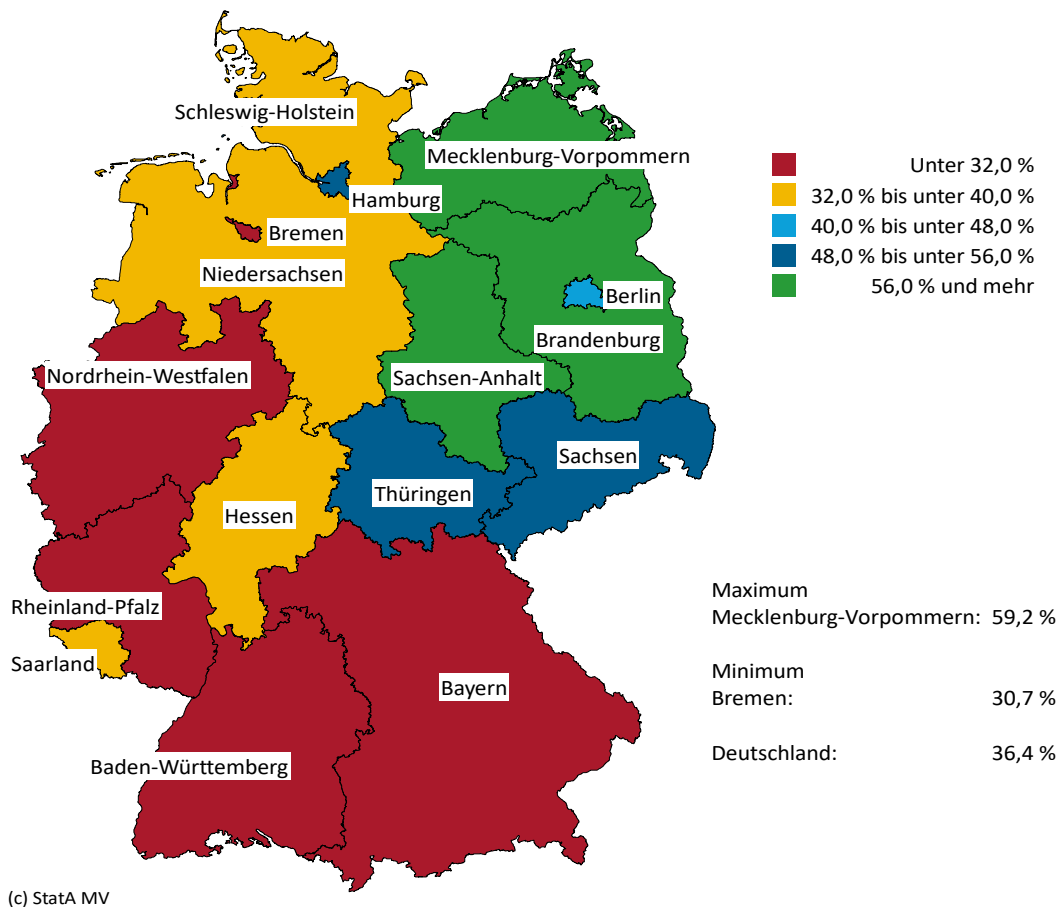 Schleswig-Holstein
Mecklenburg-Vorpommern
Hamburg
Bremen
Niedersachsen
Berlin
Brandenburg
Nordrhein-Westfalen
Sachsen-Anhalt
Sachsen
Thüringen
Hessen
Rheinland-Pfalz
Saarland
Bayern
Baden-Württemberg
Unter 32,0 %
32,0 % bis unter 40,0 %
40,0 % bis unter 48,0 %
48,0 % bis unter 56,0 %
56,0 % und mehr
Maximum
Mecklenburg-Vorpommern: 59,2 %
Minimum
Bremen: 30,7 %
Deutschland: 36,4 %
(c) StatA MV